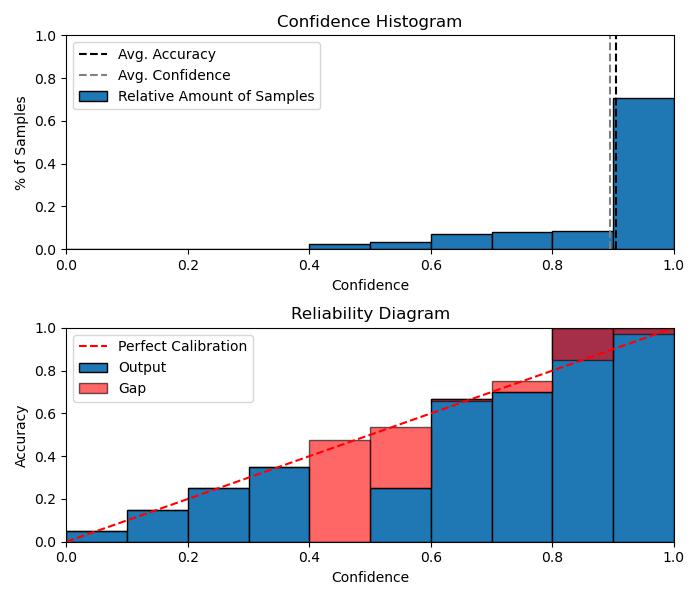 Confidence Histogram
1.0
0.8
0.6
0.4
0.2
0.0
% of Samples
Avg. Accuracy
Avg. Confidence
Relative Amount of Samples
0.0 0.2 0.4 0.6 0.8 1.0
Confidence
Reliability Diagram
1.0
0.8
0.6
0.4
0.2
0.0
Accuracy
Perfect Calibration
Output
Gap
0.0 0.2 0.4 0.6 0.8 1.0
Confidence